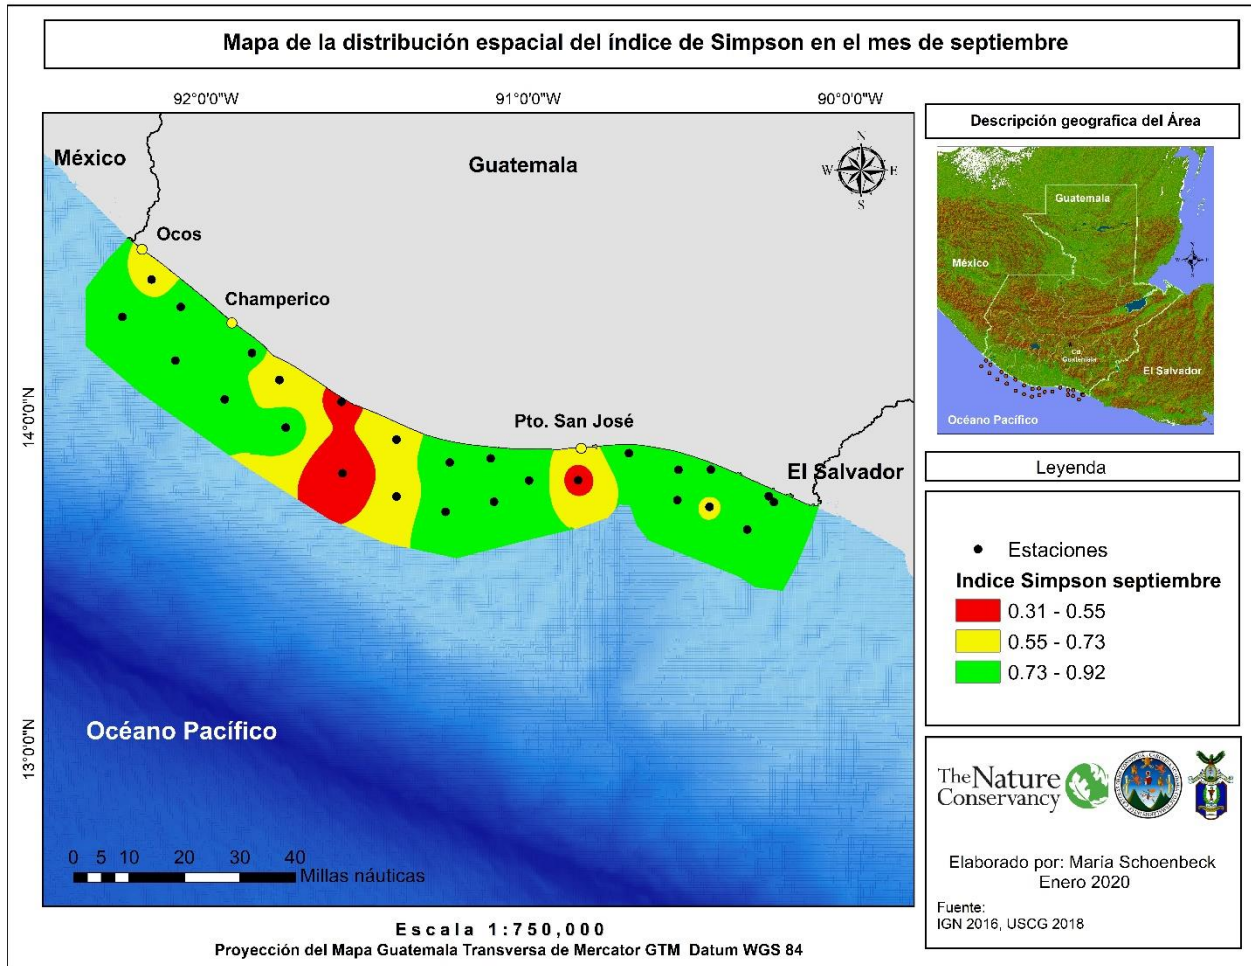 Mapa de la distribución espacial del índice de Simpson en el mes de septiembre
92°0'0"W
91°0'0"W
90°0'0"W
México
Guatemala
N
W
E
S
Ocos
Champerico
Pto. San José
El Salvador
14°0'0"N
13°0'0"N
Océano Pacífico
0 5 10 20 30 40
Millas náuticas
Escala 1:750,000
Proyección del Mapa Guatemala Transversa de Mercator GTM Datum WGS 84
Descripción geografica del Área
Guatemala
México
Cd. Guatemala
El Salvador
Océano Pacífico
Leyenda
Estaciones
Indice Simpson septiembre
0.31 - 0.55
0.55 - 0.73
0.73 - 0.92
The Nature
Conservancy
Elaborado por: María Schoenbeck
Enero 2020
Fuente:
IGN 2016, USCG 2018